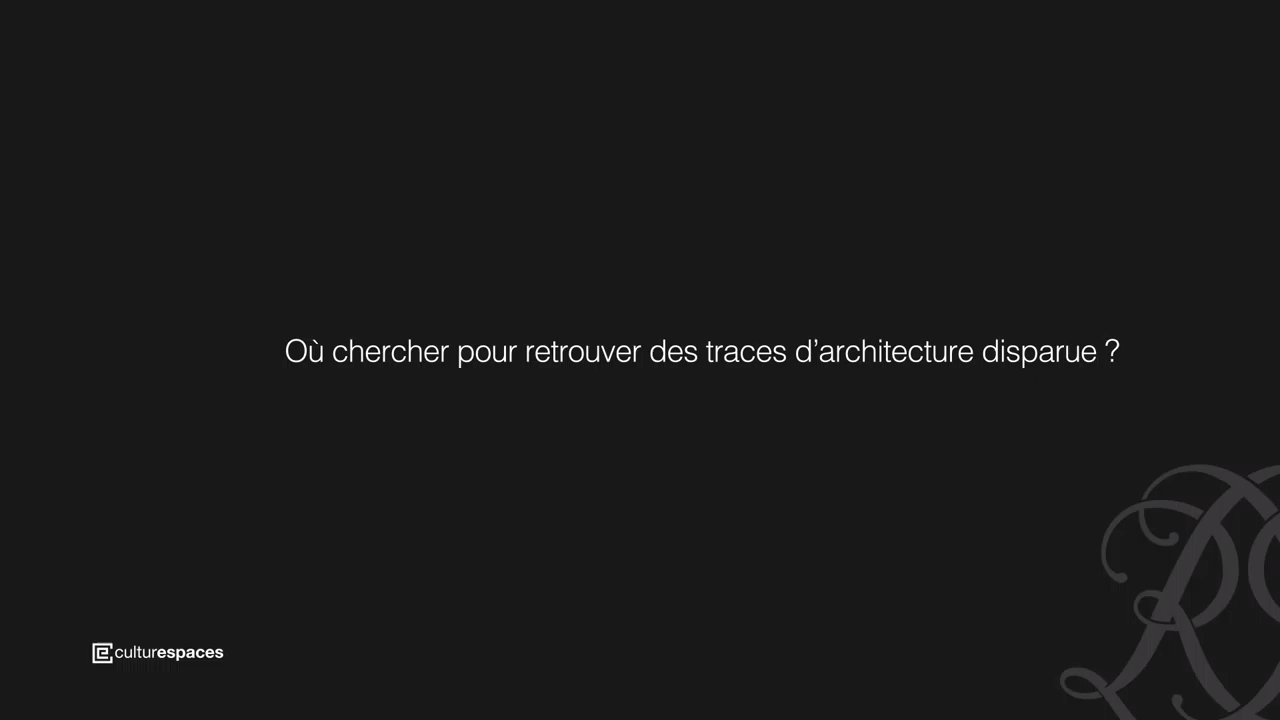 Où chercher pour retrouver des traces d’architecture disparue ?
culturespaces